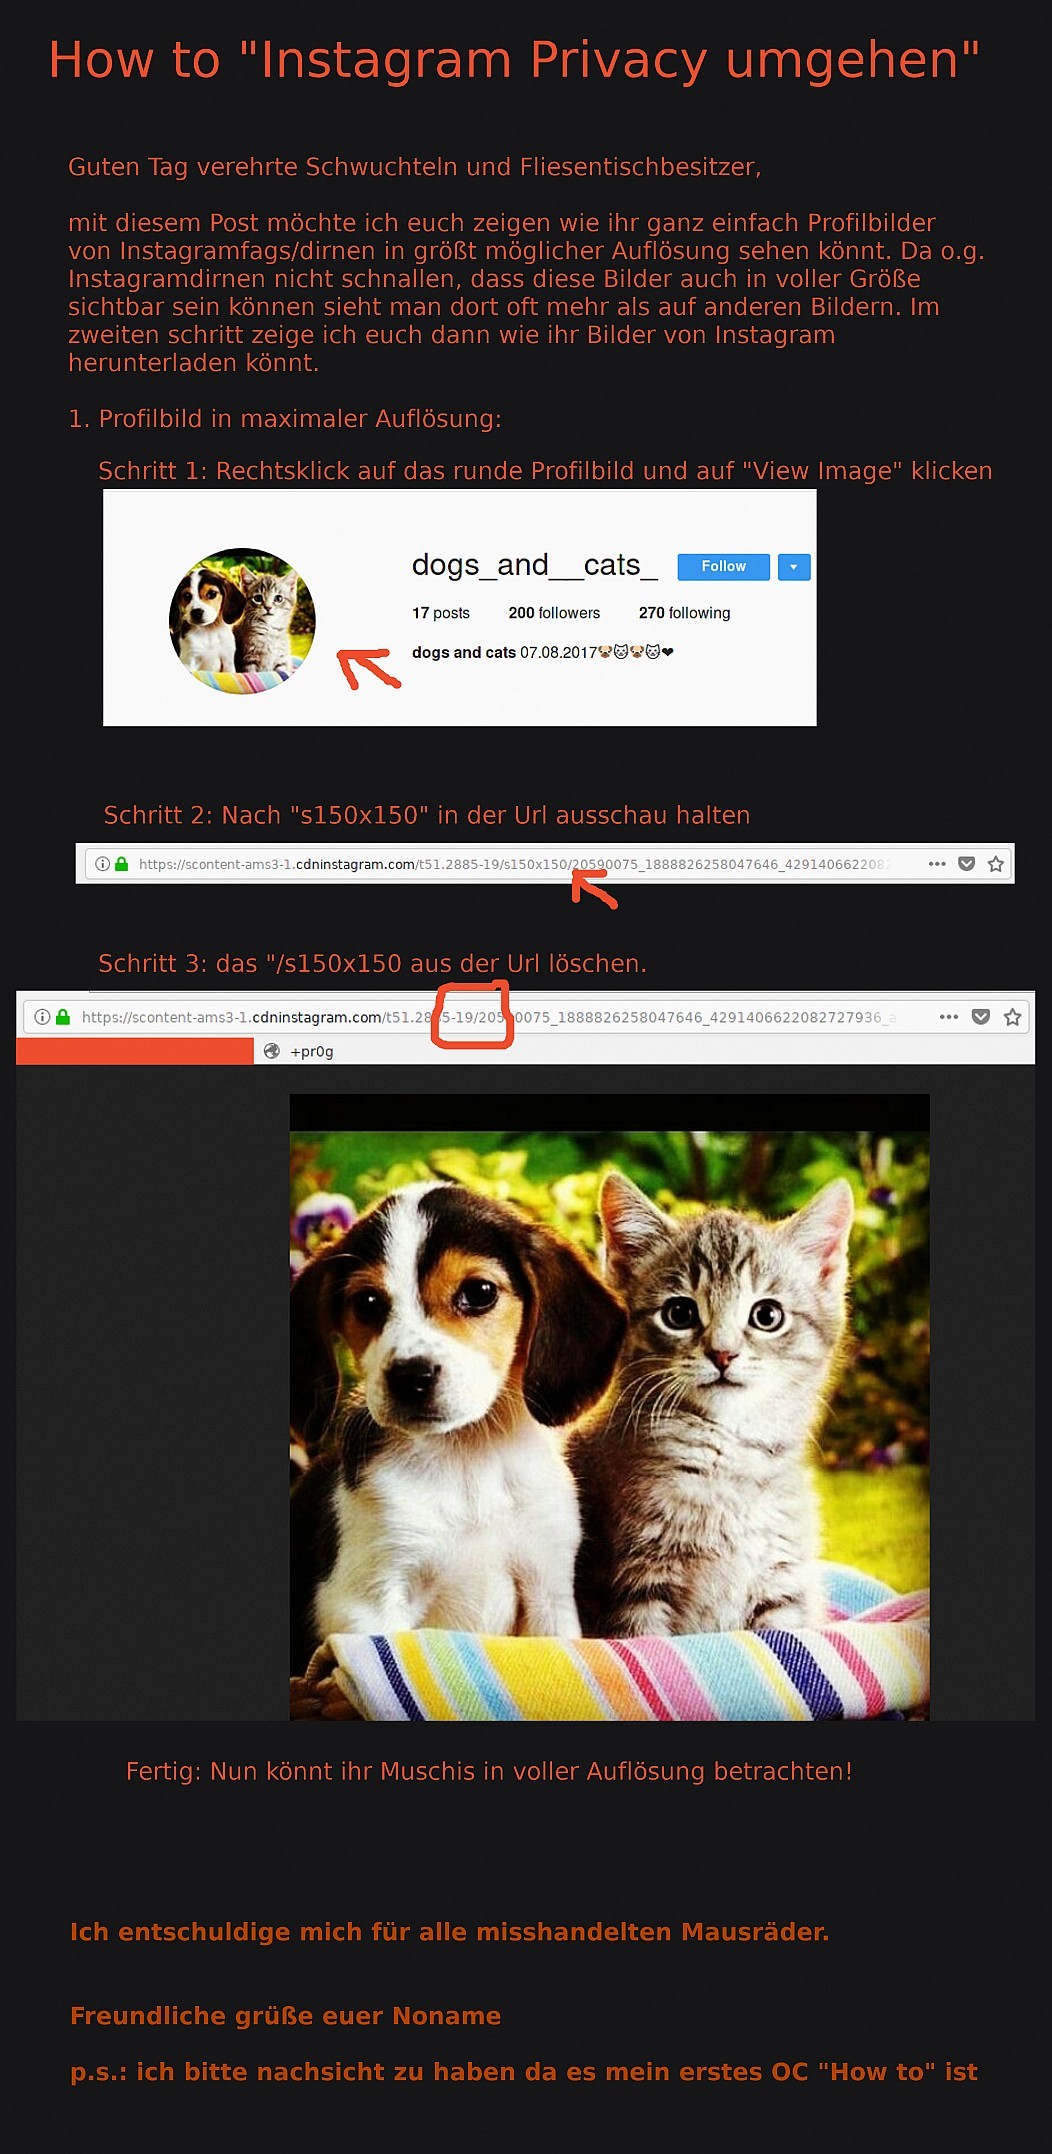 How to "Instagram Privacy umgehen"
Guten Tag verehrte Schwuchteln und Fliesentischbesitzer,
mit diesem Post möchte ich euch zeigen wie ihr ganz einfach Profilbilder
von Instagramfags/dirnen in größt möglicher Auflösung sehen könnt. Da o.g.
Instagramdirnen nicht schnallen, dass diese Bilder auch in voller Größe
sichtbar sein können sieht man dort oft mehr als auf anderen Bildern. Im
zweiten schritt zeige ich euch dann wie ihr Bilder von Instagram
herunterladen könnt.
1. Profilbild in maximaler Auflösung:
Schritt 1: Rechtsklick auf das runde Profilbild und auf "View Image" klicken
dogs_and__cats_ Follow
17 posts 200 followers 270 following
dogs and cats 07.08.2017🐶🐱🐶🐱❤
Schritt 2: Nach "s150x150" in der Url ausschau halten
https://scontent-ams3-1.cdninstagram.com/t51.2885-19/s150x150/20590075_1888826258047646_429140662208
Schritt 3: das "/s150x150 aus der Url löschen.
https://scontent-ams3-1.cdninstagram.com/t51.2885-19/20590075_1888826258047646_4291406622082727936_a
+pr0g
Fertig: Nun könnt ihr Muschis in voller Auflösung betrachten!
Ich entschuldige mich für alle misshandelten Mausräder.
Freundliche grüße euer Noname
p.s.: ich bitte nachsicht zu haben da es mein erstes OC "How to" ist